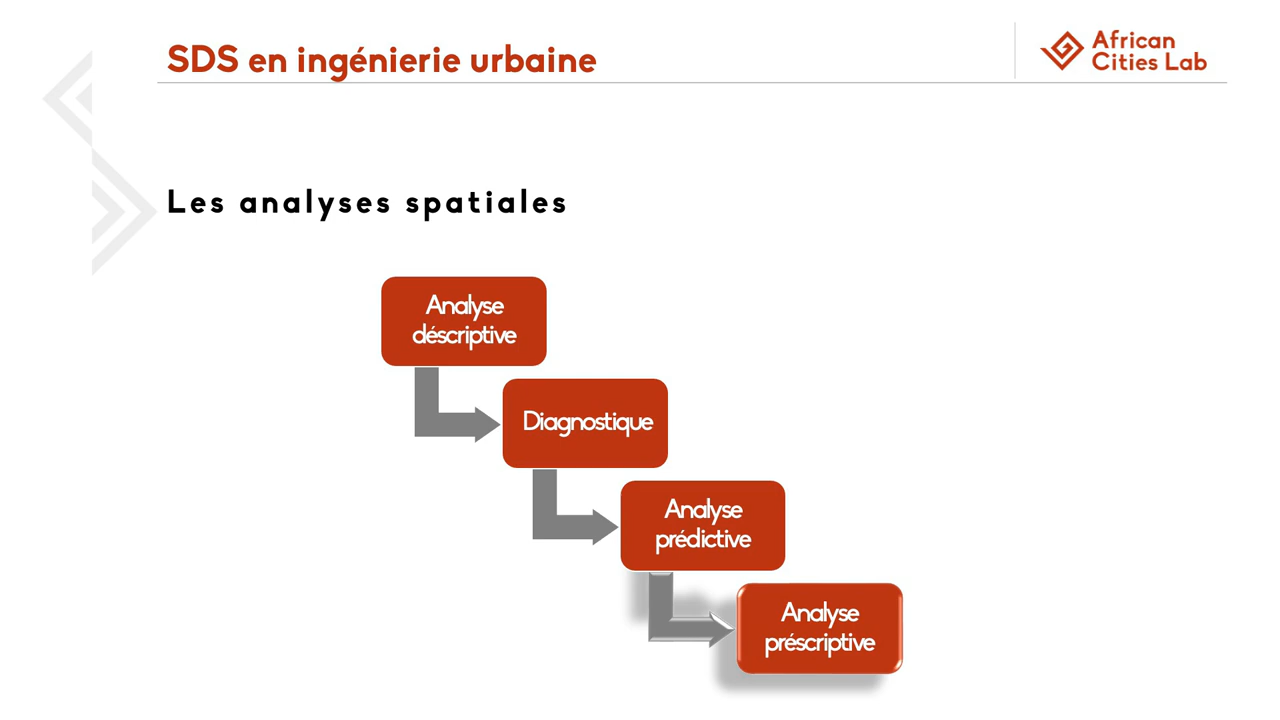 SDS en ingénierie urbaine
African
Cities Lab
Les analyses spatiales
Analyse
déscriptive
Diagnostique
Analyse
prédictive
Analyse
préscriptive